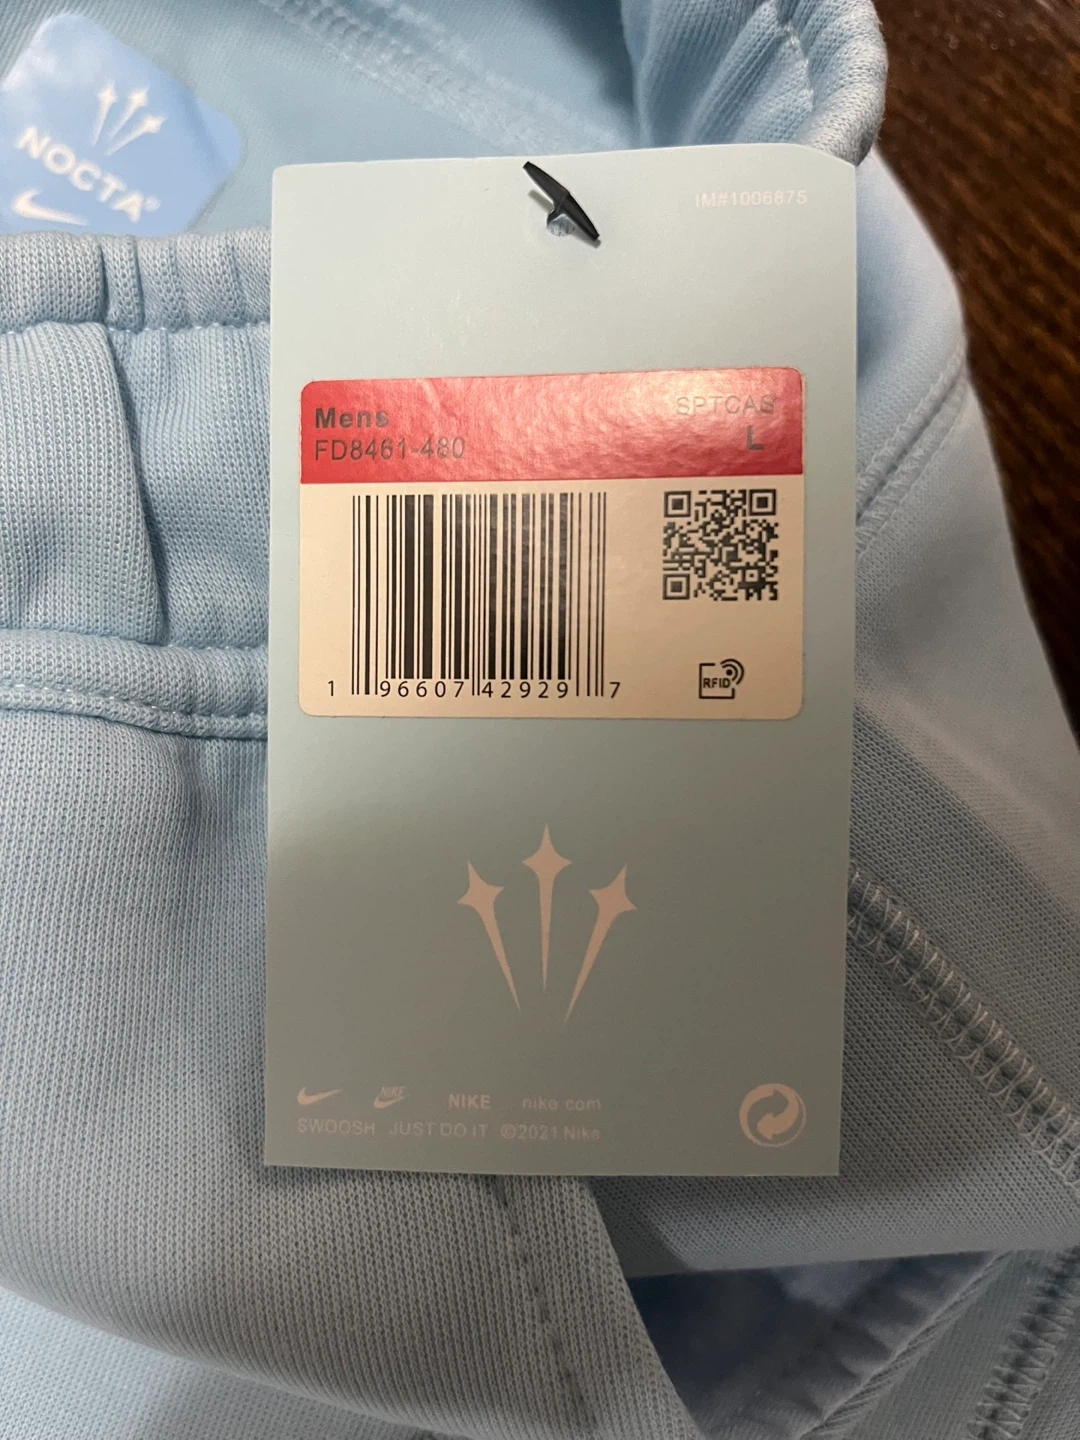 NOCTA®
IM#1006875
Mens
SPTCAS
FD8461-480
L
1 96607 42929 7
RFID
NIKE
NIKE
nike.com
SWOOSH JUST DO IT ©2021 Nike